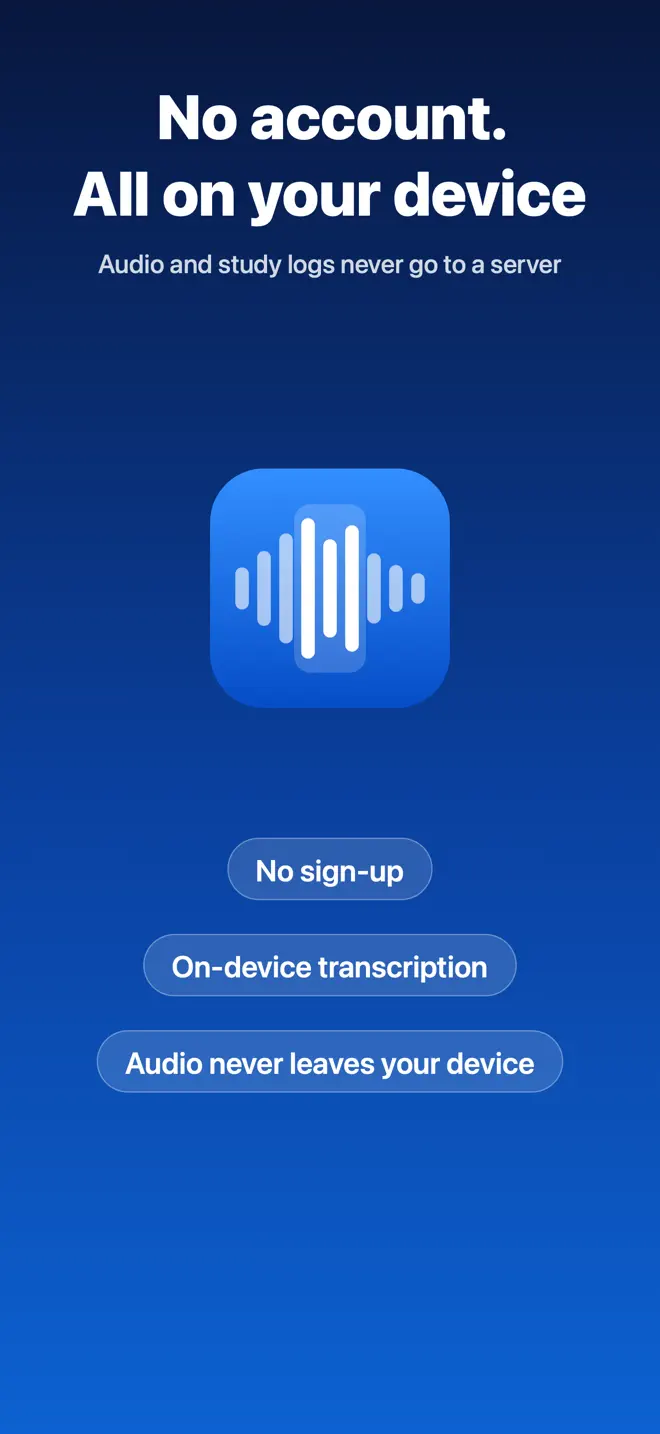 No account.
All on your device
Audio and study logs never go to a server
No sign-up
On-device transcription
Audio never leaves your device